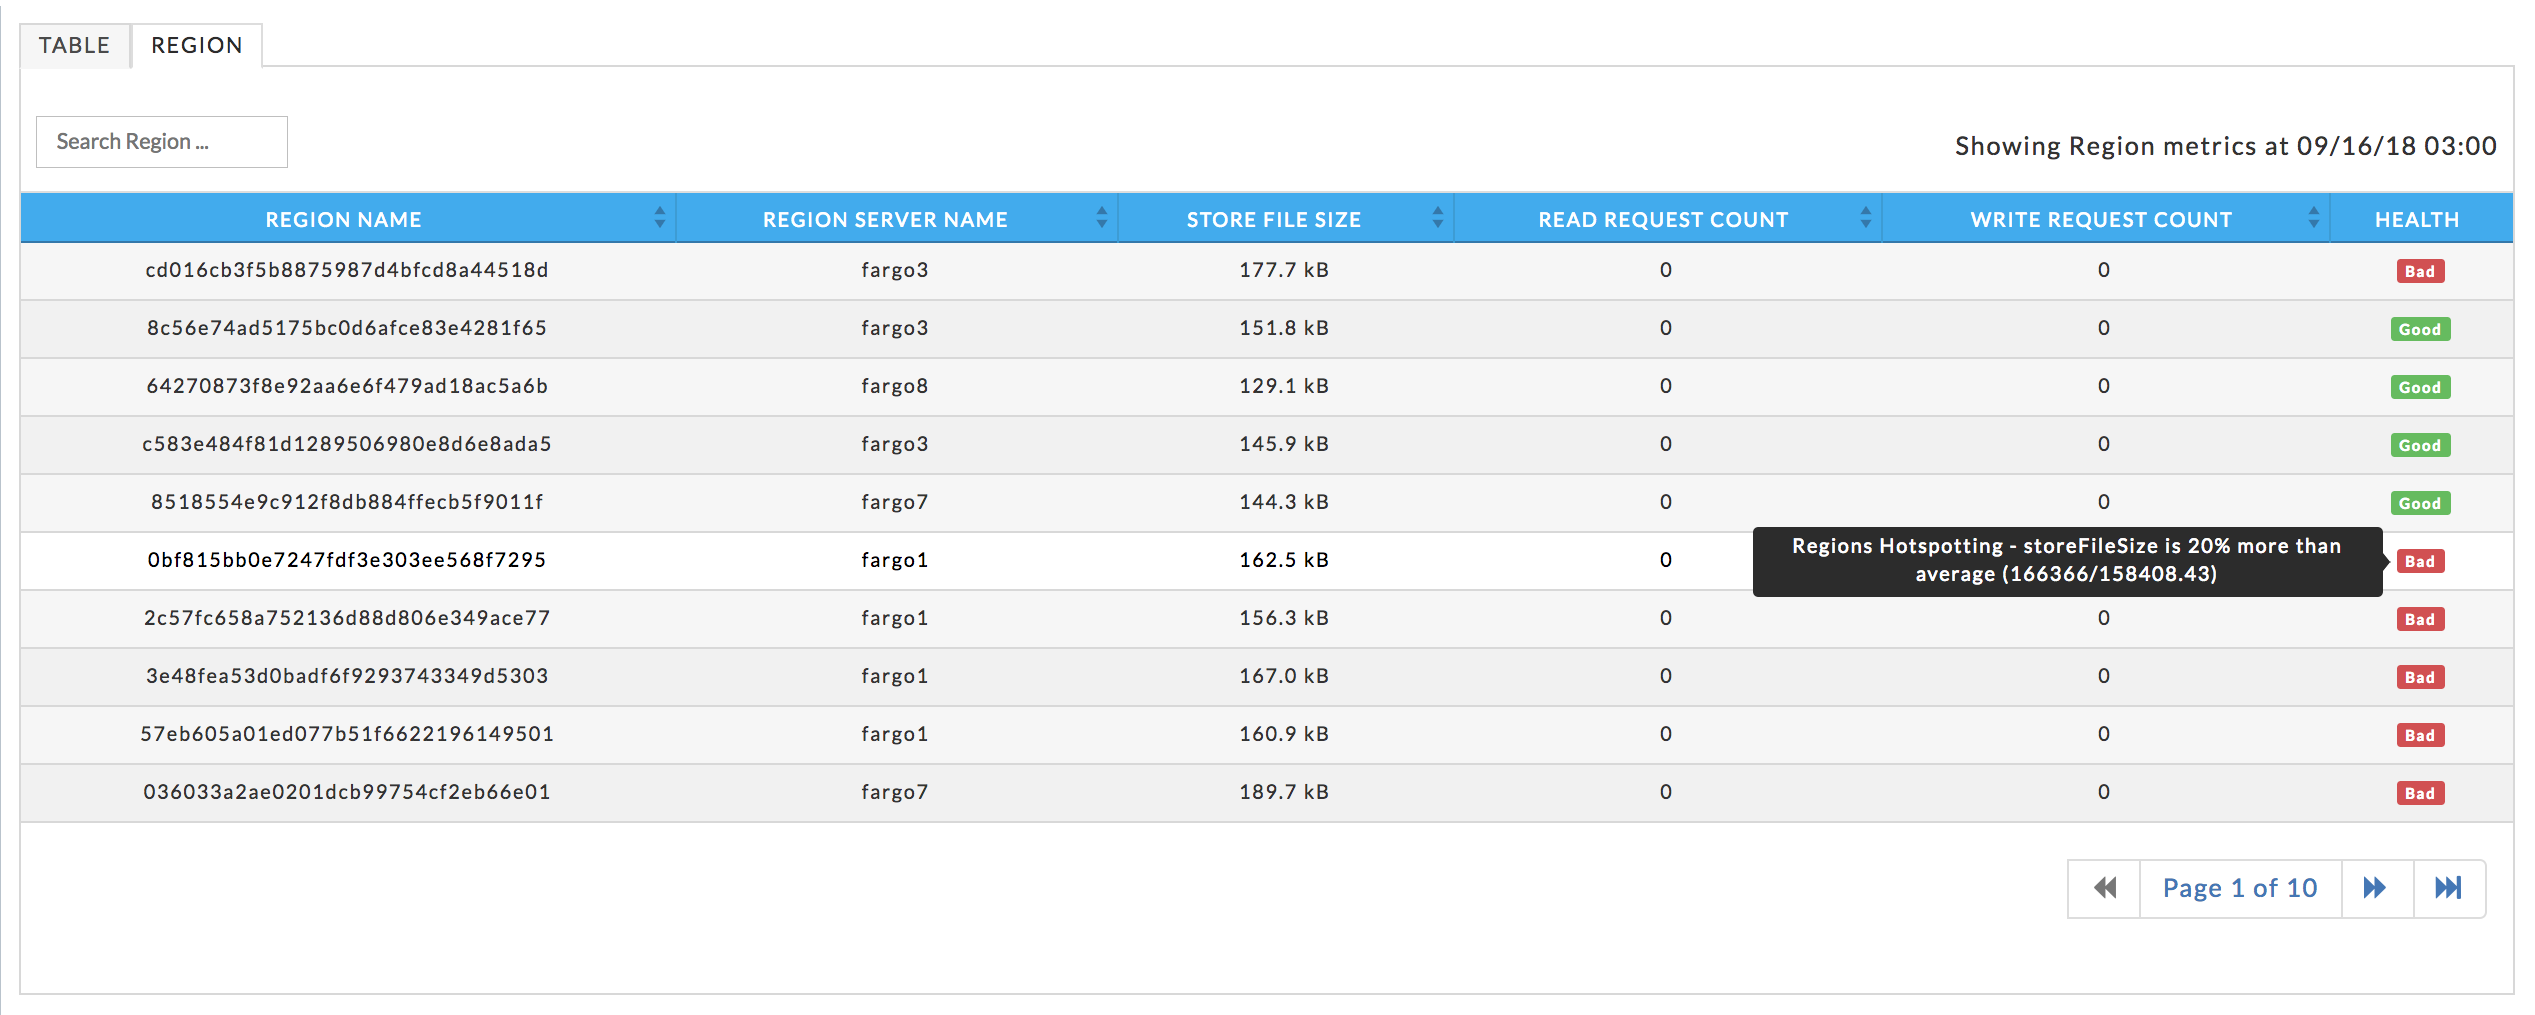 TABLE REGION
Search Region ...
Showing Region metrics at 09/16/18 03:00
REGION NAME REGION SERVER NAME STORE FILE SIZE READ REQUEST COUNT WRITE REQUEST COUNT HEALTH
cd016cb3f5b8875987d4bfcd8a44518d fargo3 177.7 kB 0 0 Bad
8c56e74ad5175bc0d6afce83e4281f65 fargo3 151.8 kB 0 0 Good
64270873f8e92aa6e6f479ad18ac5a6b fargo8 129.1 kB 0 0 Good
c583e484f81d1289506980e8d6e8ada5 fargo3 145.9 kB 0 0 Good
8518554e9c912f8db884ffecb5f9011f fargo7 144.3 kB 0 0 Good
0bf815bb0e7247fdf3e303ee568f7295 fargo1 162.5 kB 0 Bad
Regions Hotspotting - storeFileSize is 20% more than
average (166366/158408.43)
2c57fc658a752136d88d806e349ace77 fargo1 156.3 kB 0 0 Bad
3e48fea53d0badf6f9293743349d5303 fargo1 167.0 kB 0 0 Bad
57eb605a01ed077b51f6622196149501 fargo1 160.9 kB 0 0 Bad
036033a2ae0201dcb99754cf2eb66e01 fargo7 189.7 kB 0 0 Bad
Page 1 of 10